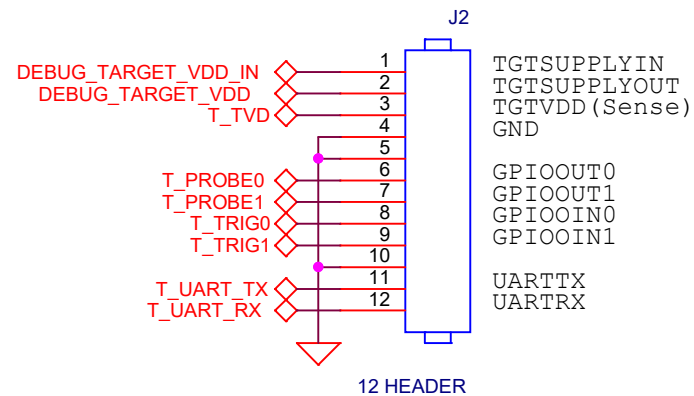 J2
DEBUG_TARGET_VDD_IN 1 TGTSUPPLYIN
DEBUG_TARGET_VDD 2 TGTSUPPLYOUT
T_TVD 3 TGTVDD(Sense)
4 GND
5
T_PROBE0 6 GPIOOUT0
T_PROBE1 7 GPIOOUT1
T_TRIG0 8 GPIOOIN0
T_TRIG1 9 GPIOOIN1
10
T_UART_TX 11 UARTTX
T_UART_RX 12 UARTRX
12 HEADER